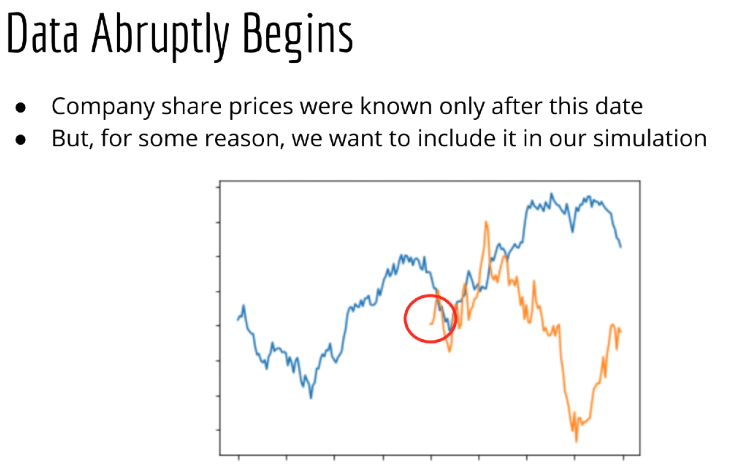 Data Abruptly Begins
● Company share prices were known only after this date
● But, for some reason, we want to include it in our simulation